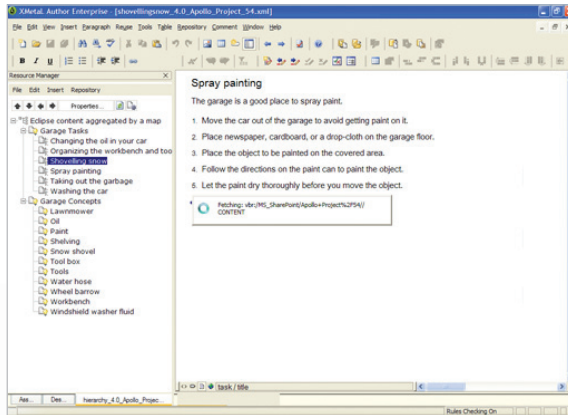 XMetaL Author Enterprise - [shovellingsnow_4.0_Apollo_Project_54.xml]
File Edit View Insert Paragraph Reuse Tools Table Repository Comment Window Help
Resource Manager
File Edit Insert Repository
Properties...
Eclipse content aggregated by a map
Garage Tasks
Changing the oil in your car
Organizing the workbench and too
Shovelling snow
Spray painting
Taking out the garbage
Washing the car
Garage Concepts
Lawnmower
Oil
Paint
Shelving
Snow shovel
Tool box
Tools
Water hose
Wheel barrow
Workbench
Windshield washer fluid
Spray painting
The garage is a good place to spray paint.
1. Move the car out of the garage to avoid getting paint on it.
2. Place newspaper, cardboard, or a drop-cloth on the garage floor.
3. Place the object to be painted on the covered area.
4. Follow the directions on the paint can to paint the object.
5. Let the paint dry thoroughly before you move the object.
Fetching: vbr:/MS_SharePoint/Apollo+Project%2F54//
CONTENT
task / title
Ass... Des... hierarchy_4.0_Apollo_Projec...
Rules Checking On